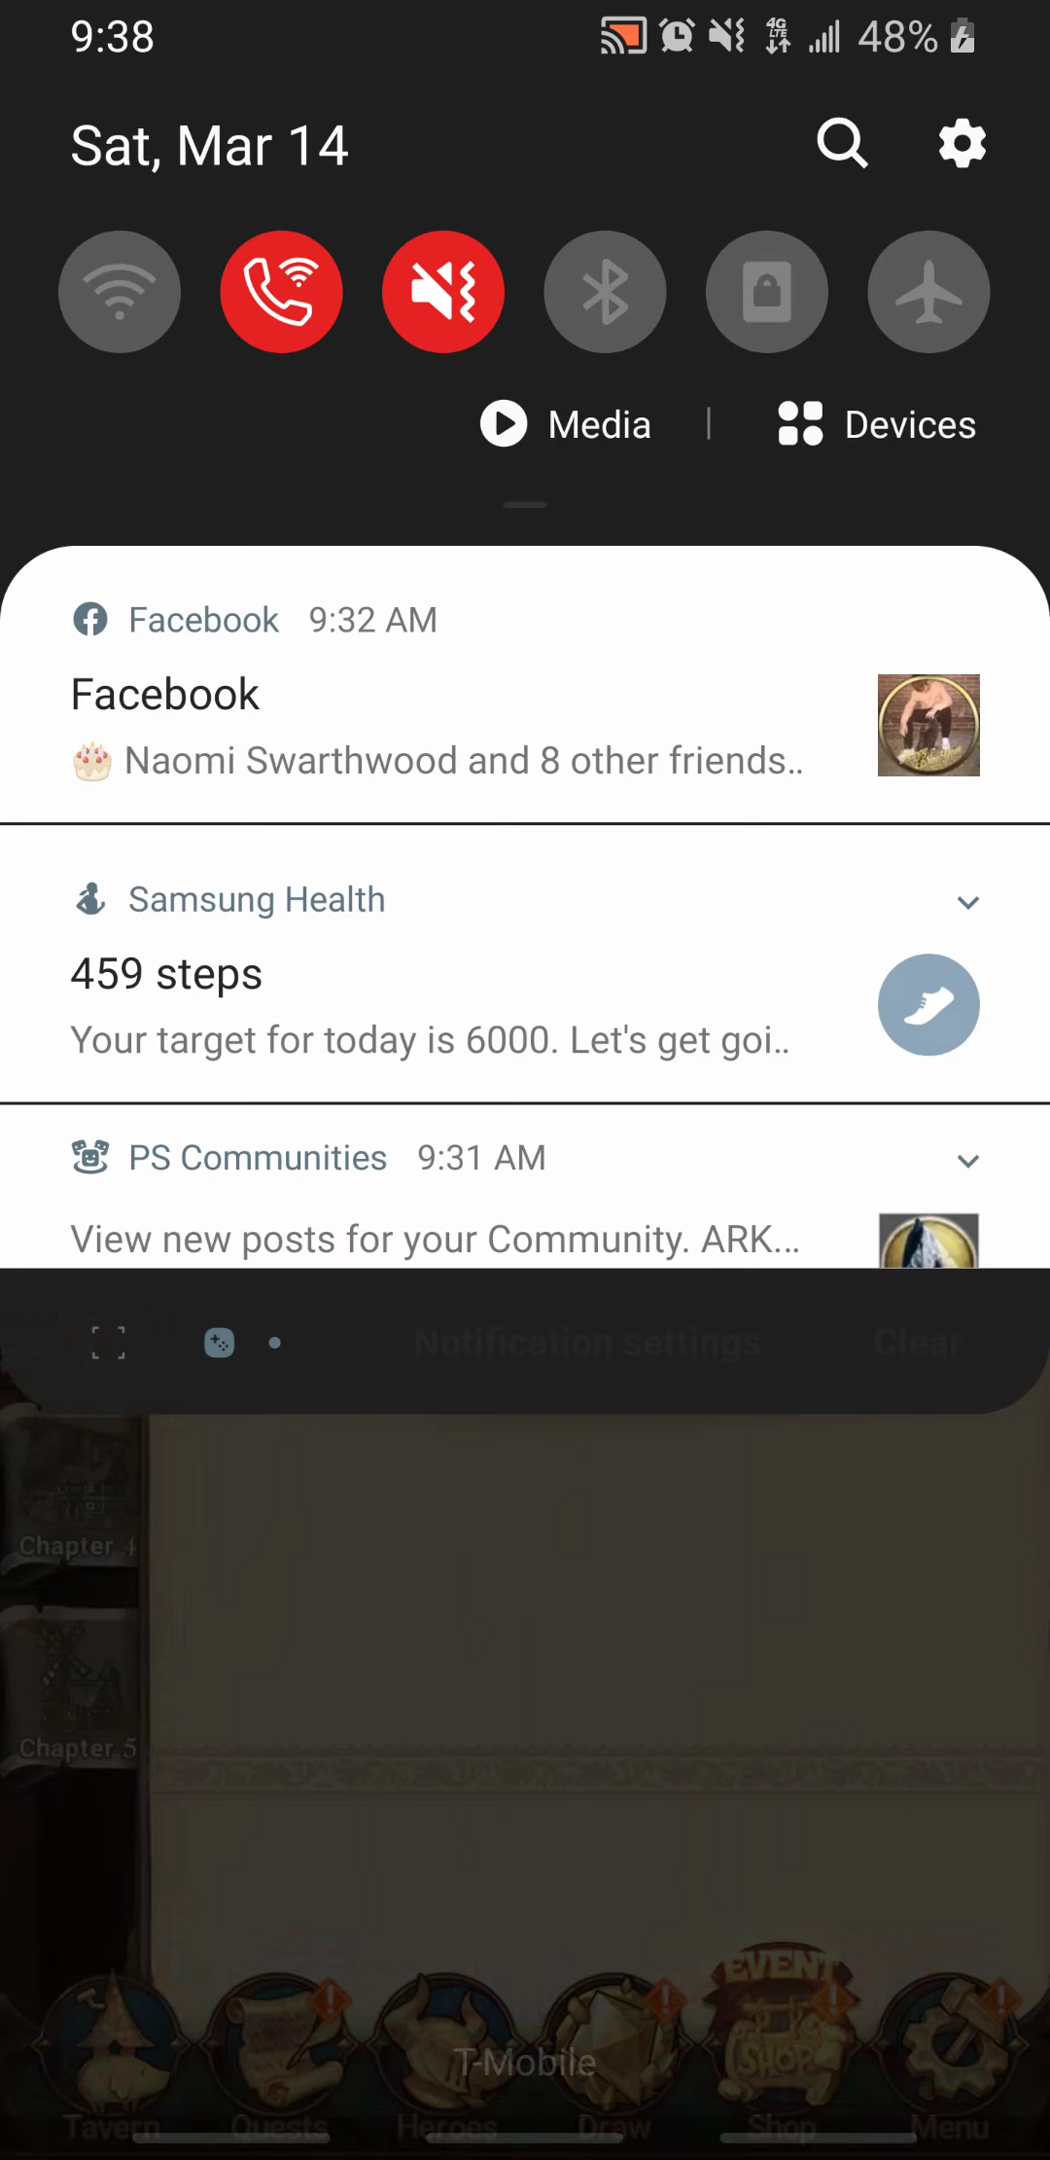 9:38
4G LTE 48%
Sat, Mar 14
Media | Devices
Facebook 9:32 AM
Facebook
🎂 Naomi Swarthwood and 8 other friends..
Samsung Health
459 steps
Your target for today is 6000. Let's get goi..
PS Communities 9:31 AM
View new posts for your Community. ARK...
Notification settings Clear
Chapter 4
Chapter 5
EVENT
SHOP
T-Mobile
Tavern Quests Heroes Draw Shop Menu